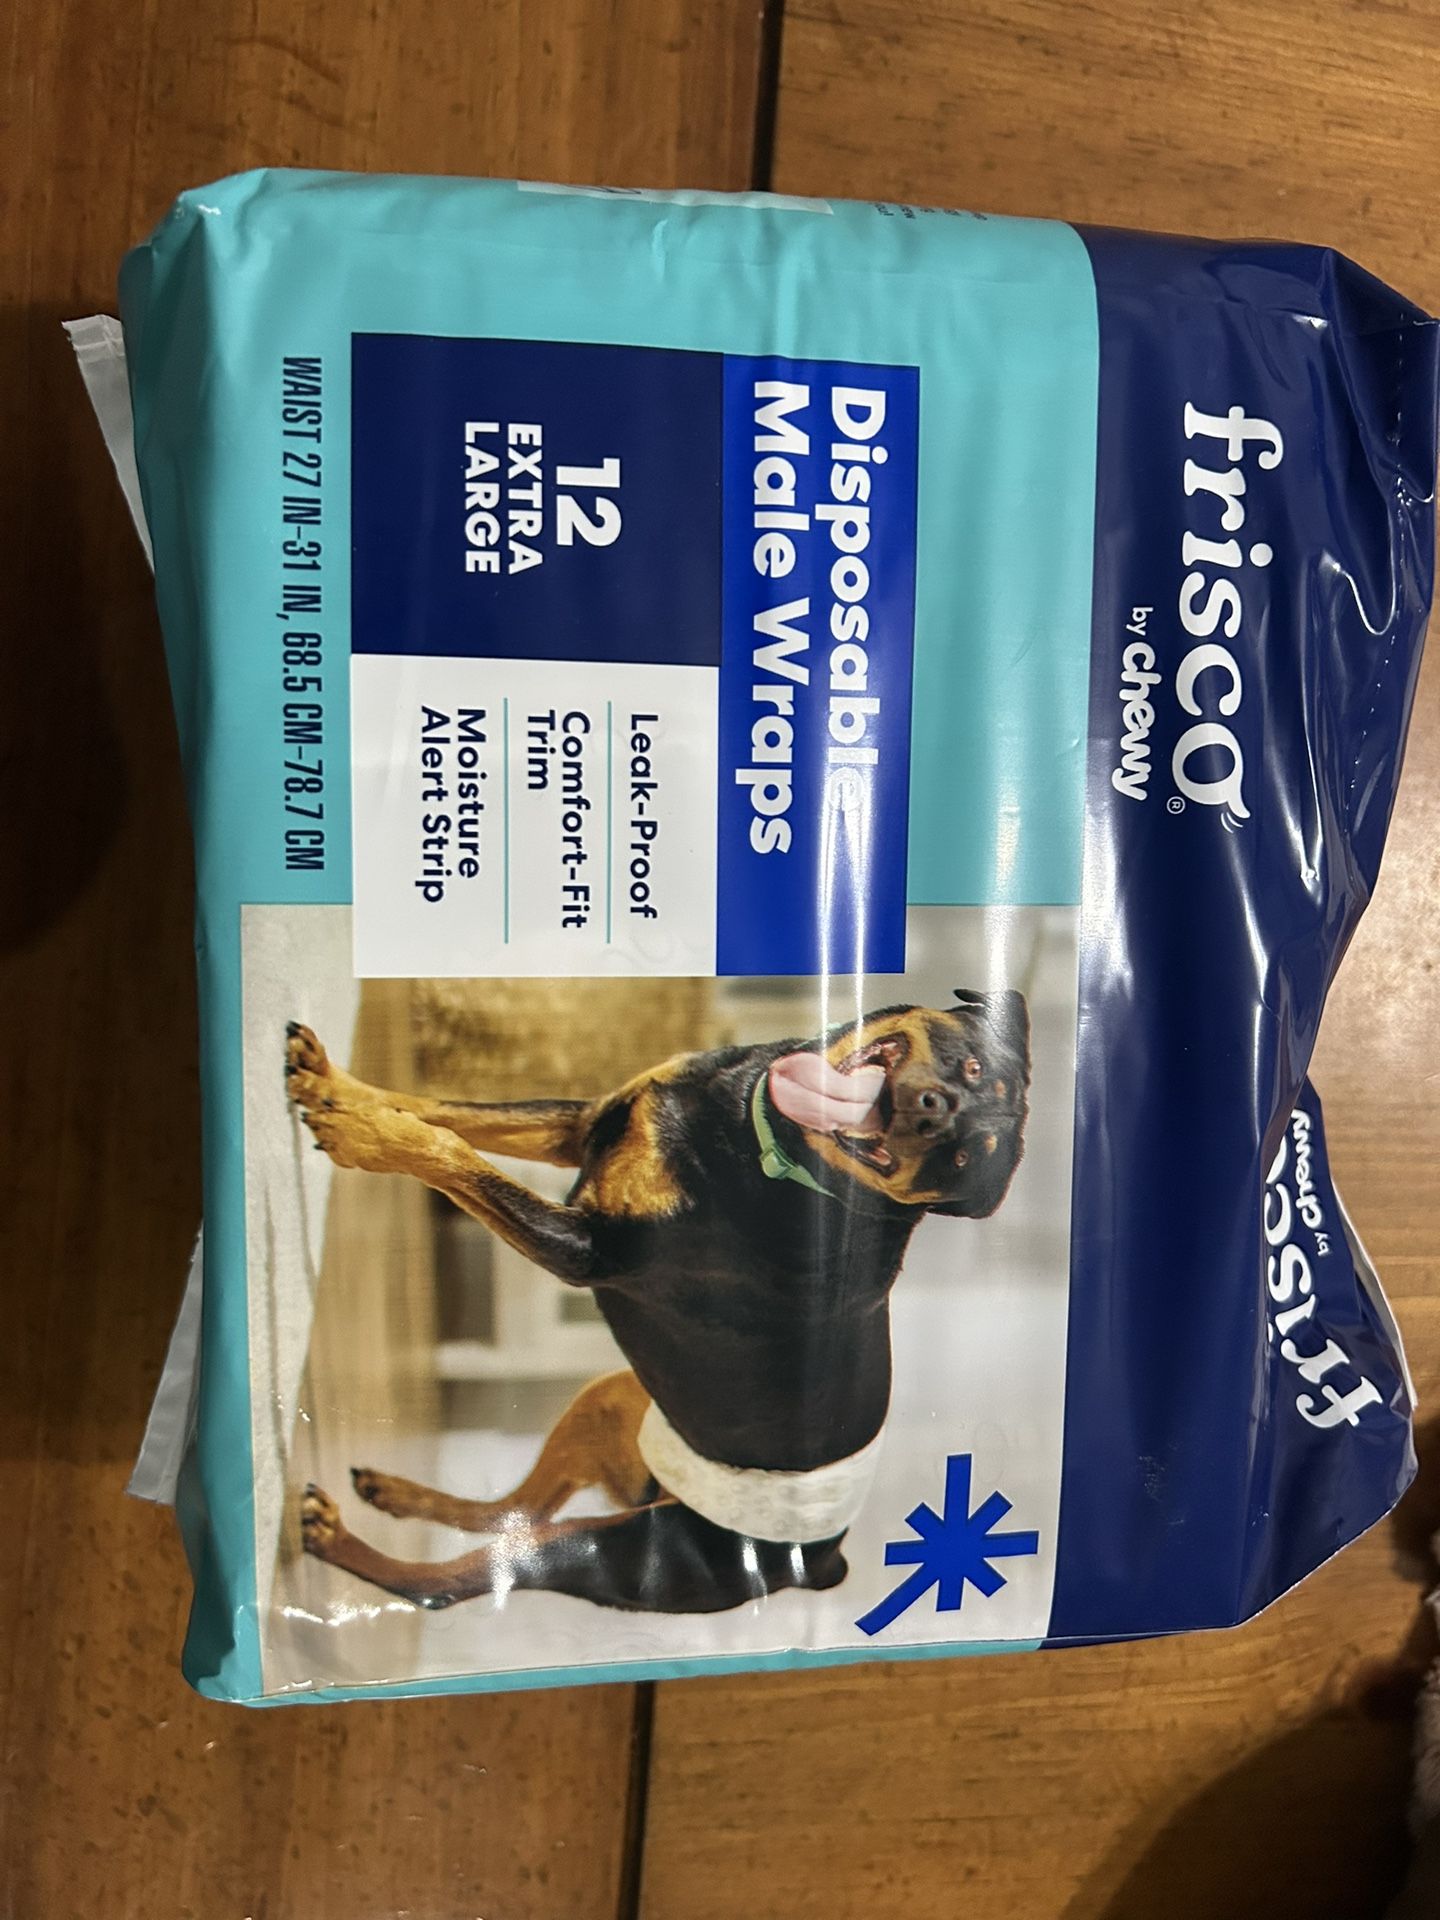 frisco®
by chewy
Disposable
Male Wraps
12
EXTRA
LARGE
Leak-Proof
Comfort-Fit
Trim
Moisture
Alert Strip
WAIST 27 IN-31 IN, 68.5 CM-78.7 CM
frisco
by chewy